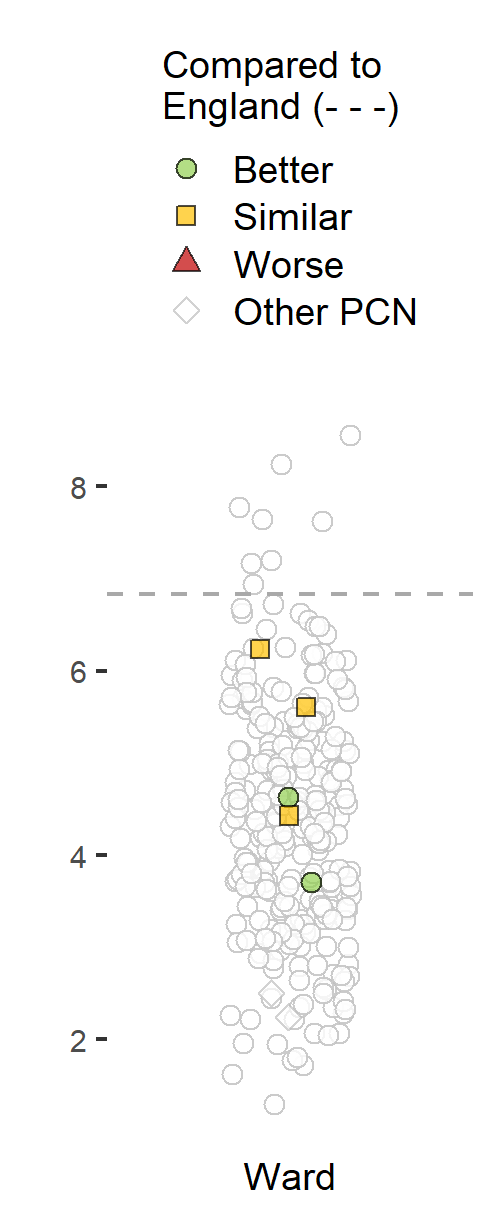 Compared to
England (- - -)
Better
Similar
Worse
Other PCN
8
6
4
2
Ward